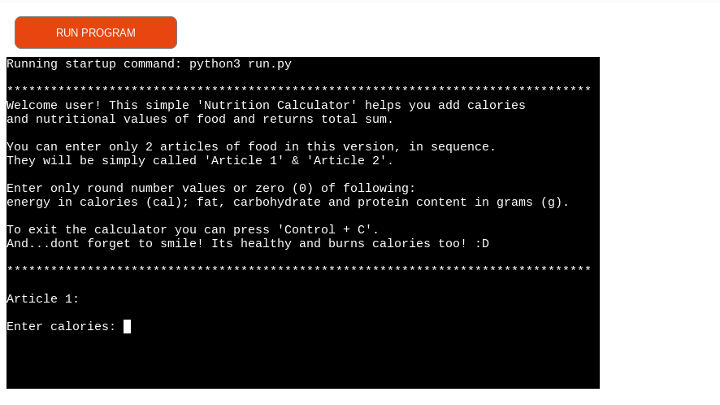 RUN PROGRAM
Running startup command: python3 run.py
********************************************************************************
Welcome user! This simple 'Nutrition Calculator' helps you add calories
and nutritional values of food and returns total sum.
You can enter only 2 articles of food in this version, in sequence.
They will be simply called 'Article 1' & 'Article 2'.
Enter only round number values or zero (0) of following:
energy in calories (cal); fat, carbohydrate and protein content in grams (g).
To exit the calculator you can press 'Control + C'.
And...dont forget to smile! Its healthy and burns calories too! :D
********************************************************************************
Article 1:
Enter calories: